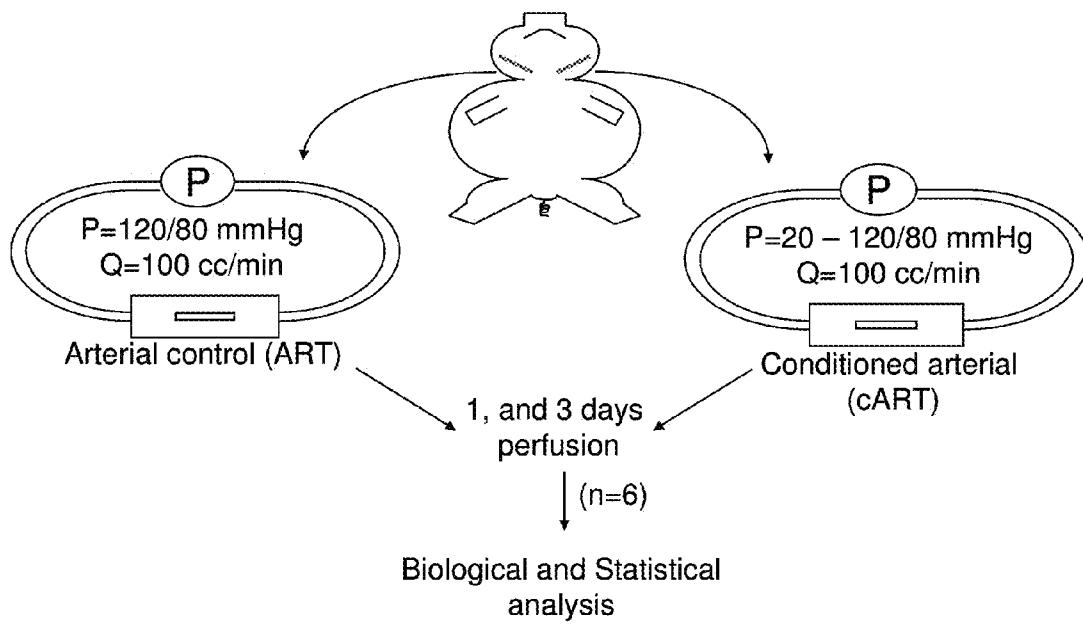 P
P=120/80 mmHg
Q=100 cc/min
Arterial control (ART)
P
P=20 – 120/80 mmHg
Q=100 cc/min
Conditioned arterial
(cART)
1, and 3 days
perfusion
(n=6)
Biological and Statistical
analysis